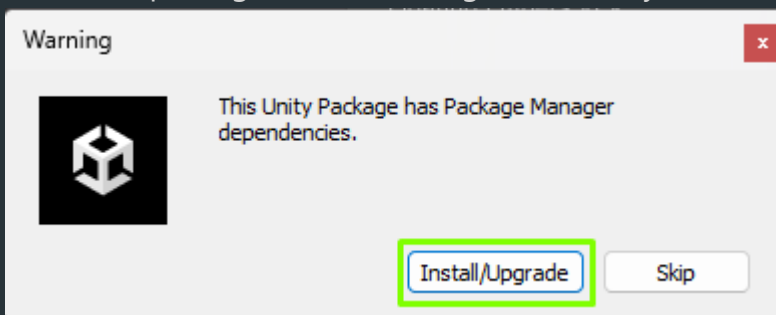 Warning
x
This Unity Package has Package Manager
dependencies.
Install/Upgrade
Skip